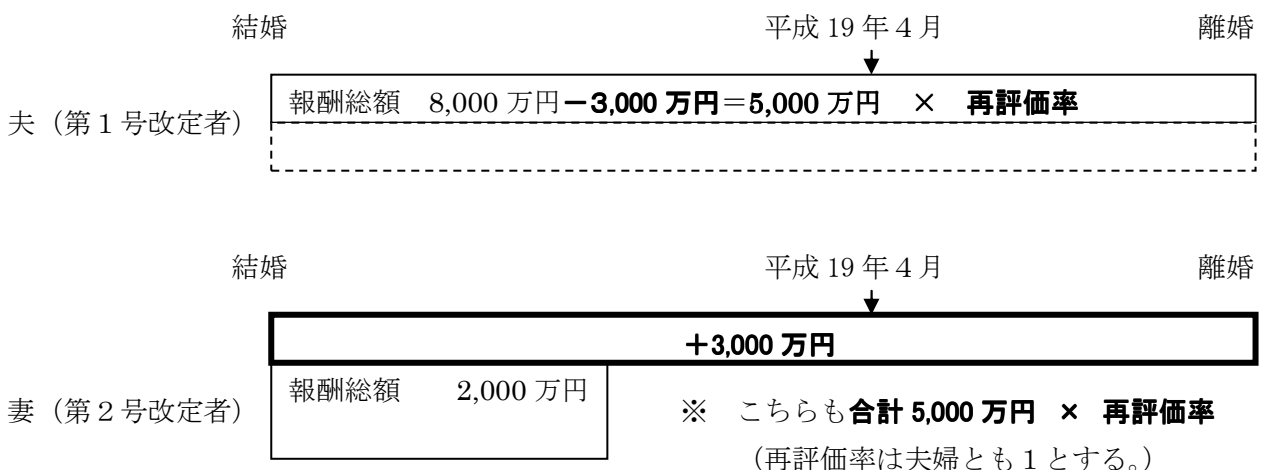 結婚 平成 19 年 4 月 離婚
夫（第１号改定者） 報酬総額 8,000 万円－3,000 万円＝5,000 万円 × 再評価率
結婚 平成 19 年 4 月 離婚
＋3,000 万円
妻（第２号改定者） 報酬総額 2,000 万円 ※ こちらも合計 5,000 万円 × 再評価率
（再評価率は夫婦とも１とする。）